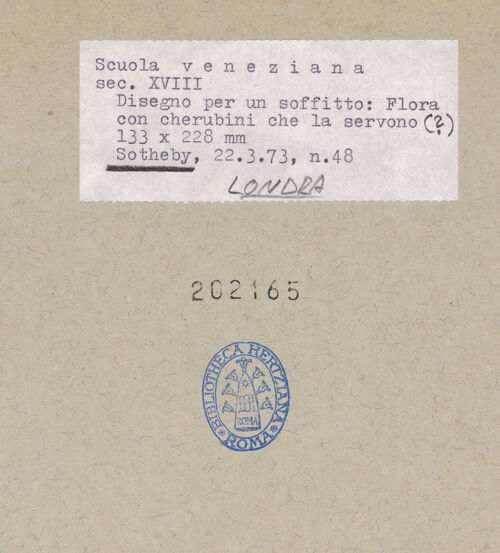 Scuola veneziana
sec. XVIII
Disegno per un soffitto: Flora
con cherubini che la servono (?)
133 x 228 mm
Sotheby, 22.3.73, n.48
LONDRA
202165
BIBLIOTHECA HERTZIANA
ROMA
ROMA